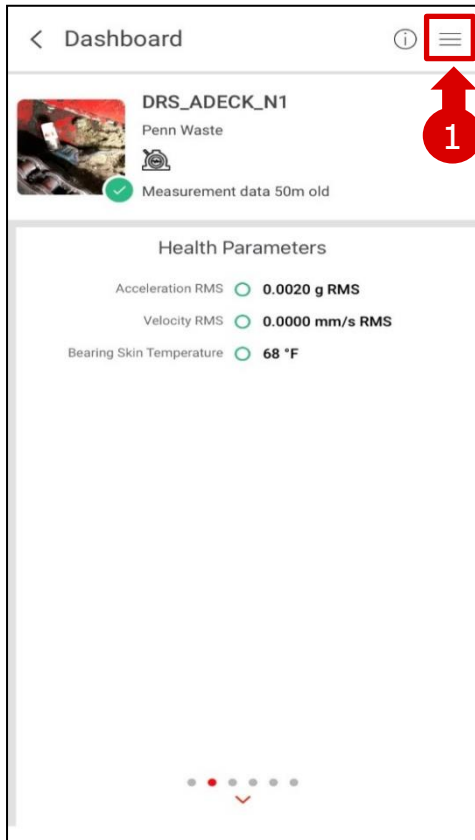 Dashboard
1
DRS_ADECK_N1
Penn Waste
Measurement data 50m old
Health Parameters
Acceleration RMS 0.0020 g RMS
Velocity RMS 0.0000 mm/s RMS
Bearing Skin Temperature 68 °F